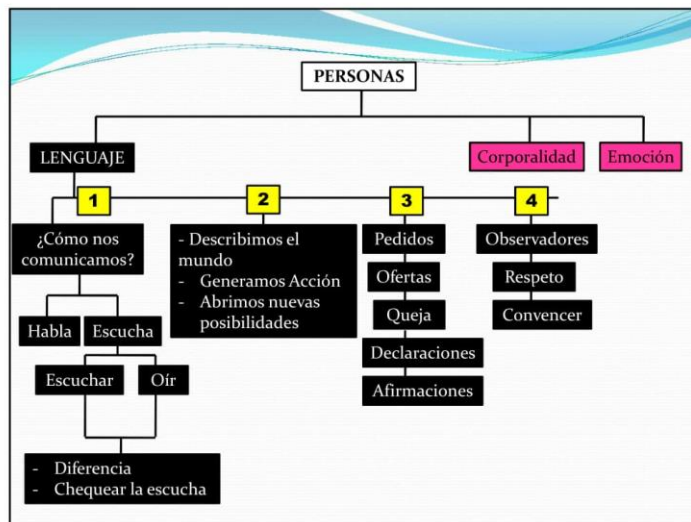 PERSONAS
LENGUAJE
Corporalidad
Emoción
1
2
3
4
¿Cómo nos
comunicamos?
Habla
Escucha
Escuchar
Oír
- Diferencia
- Chequear la escucha
- Describimos el
mundo
- Generamos Acción
- Abrimos nuevas
posibilidades
Pedidos
Ofertas
Queja
Declaraciones
Afirmaciones
Observadores
Respeto
Convencer